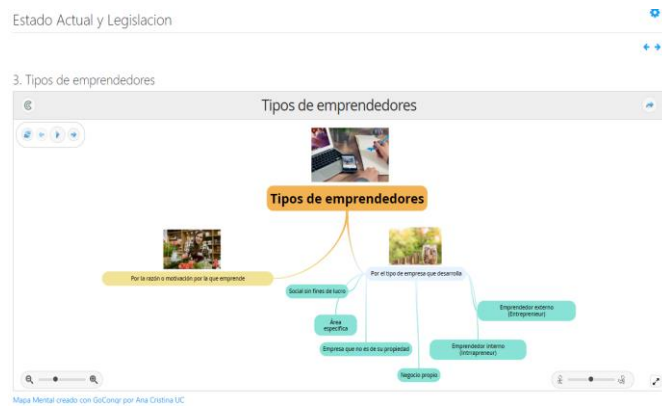 Estado Actual y Legislacion
3. Tipos de emprendedores
Tipos de emprendedores
Tipos de emprendedores
Por la razón o motivación por la que emprende
Por el tipo de empresa que desarrolla
Social sin fines de lucro
Área
específica
Empresa que no es de su propiedad
Negocio propio
Emprendedor interno
(Intrapreneur)
Emprendedor externo
(Entrepreneur)
Mapa Mental creado con GoConqr por Ana Cristina UC